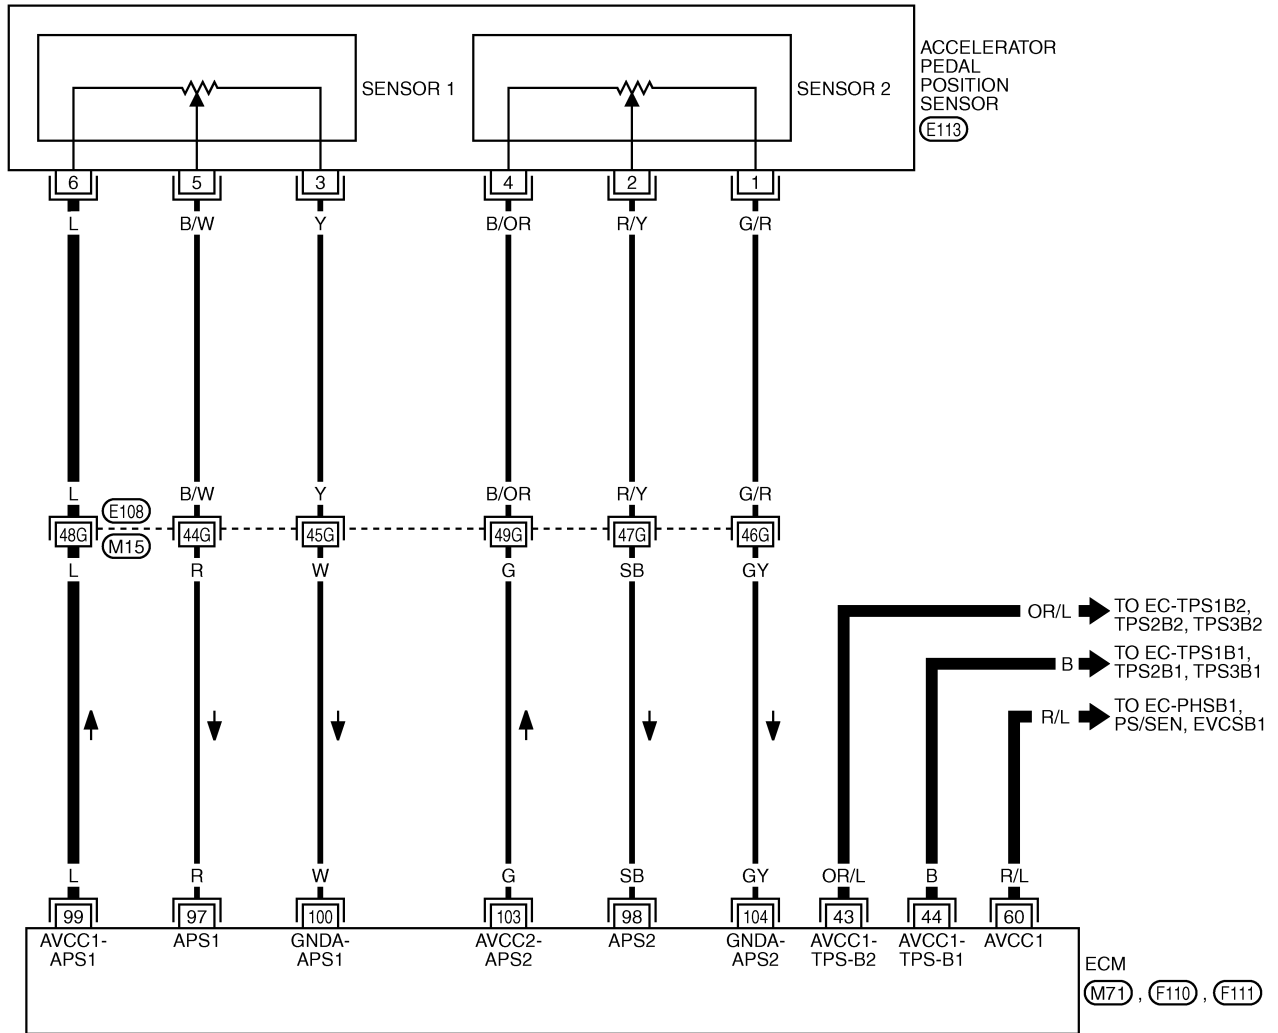 SENSOR 1
SENSOR 2
ACCELERATOR
PEDAL
POSITION
SENSOR
E113
6 5 3 4 2 1
L B/W Y B/OR R/Y G/R
L B/W Y B/OR R/Y G/R
E108
48G 44G 45G 49G 47G 46G
M15
L R W G SB GY
OR/L TO EC-TPS1B2,
TPS2B2, TPS3B2
B TO EC-TPS1B1,
TPS2B1, TPS3B1
R/L TO EC-PHSB1,
PS/SEN, EVCSB1
L R W G SB GY OR/L B R/L
99 97 100 103 98 104 43 44 60
AVCC1- APS1 GNDA- AVCC2- APS2 GNDA- AVCC1- AVCC1- AVCC1
APS1 APS1 APS2 APS2 TPS-B2 TPS-B1
ECM
M71 , F110 , F111